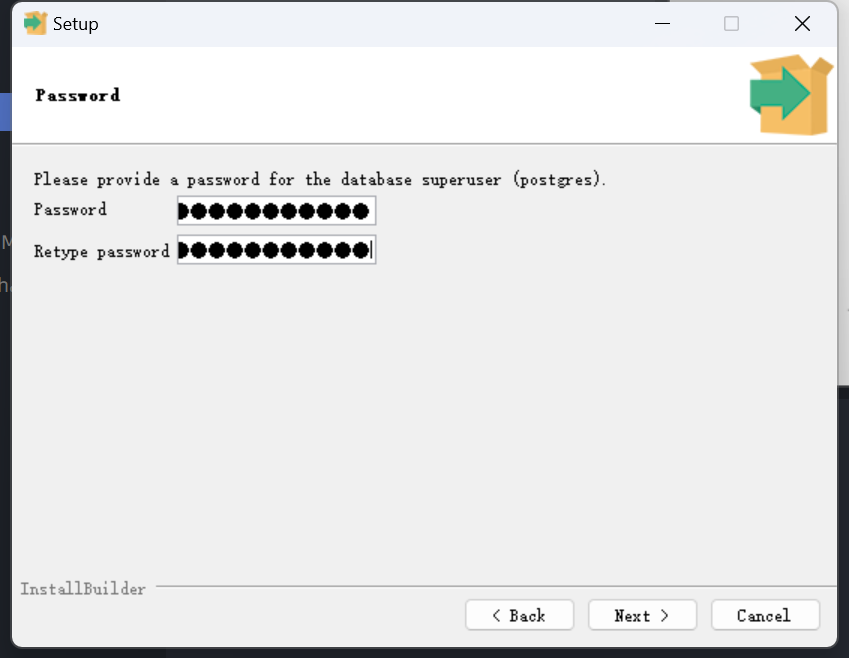 Setup
Password
Please provide a password for the database superuser (postgres).
Password
Retype password
InstallBuilder
< Back
Next >
Cancel